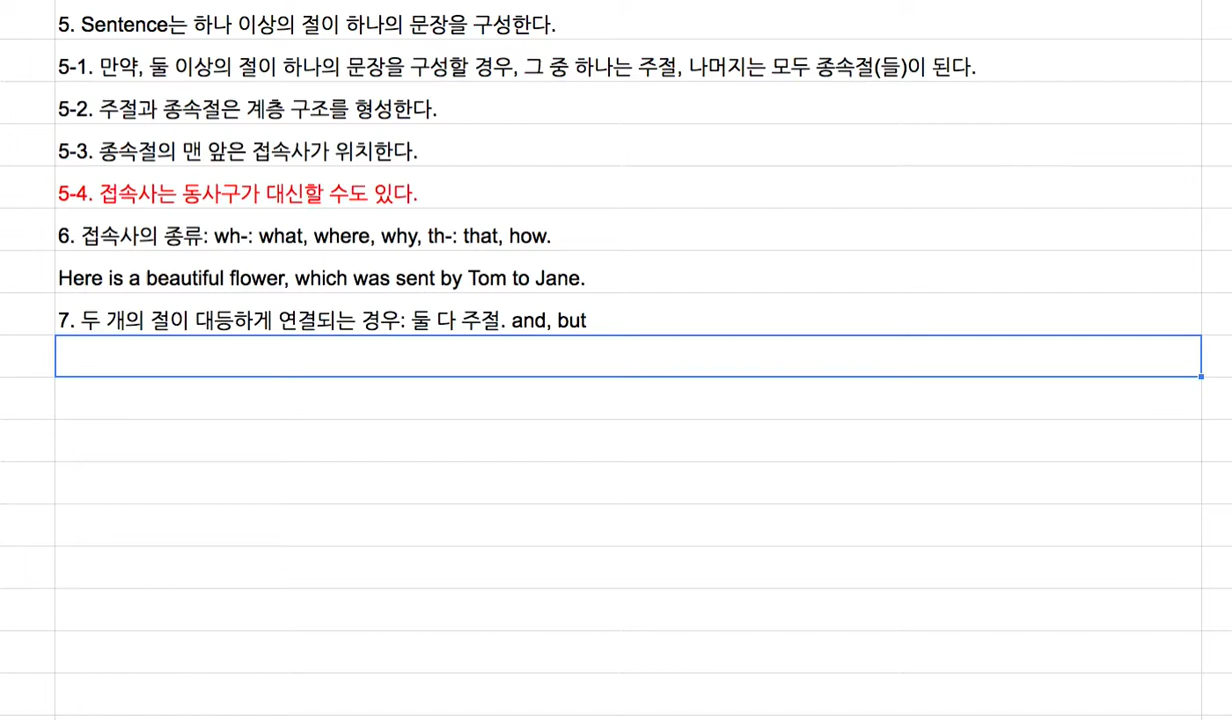 5. Sentence는 하나 이상의 절이 하나의 문장을 구성한다.
5-1. 만약, 둘 이상의 절이 하나의 문장을 구성할 경우, 그 중 하나는 주절, 나머지는 모두 종속절(들)이 된다.
5-2. 주절과 종속절은 계층 구조를 형성한다.
5-3. 종속절의 맨 앞은 접속사가 위치한다.
5-4. 접속사는 동사구가 대신할 수도 있다.
6. 접속사의 종류: wh-: what, where, why, th-: that, how.
Here is a beautiful flower, which was sent by Tom to Jane.
7. 두 개의 절이 대등하게 연결되는 경우: 둘 다 주절. and, but